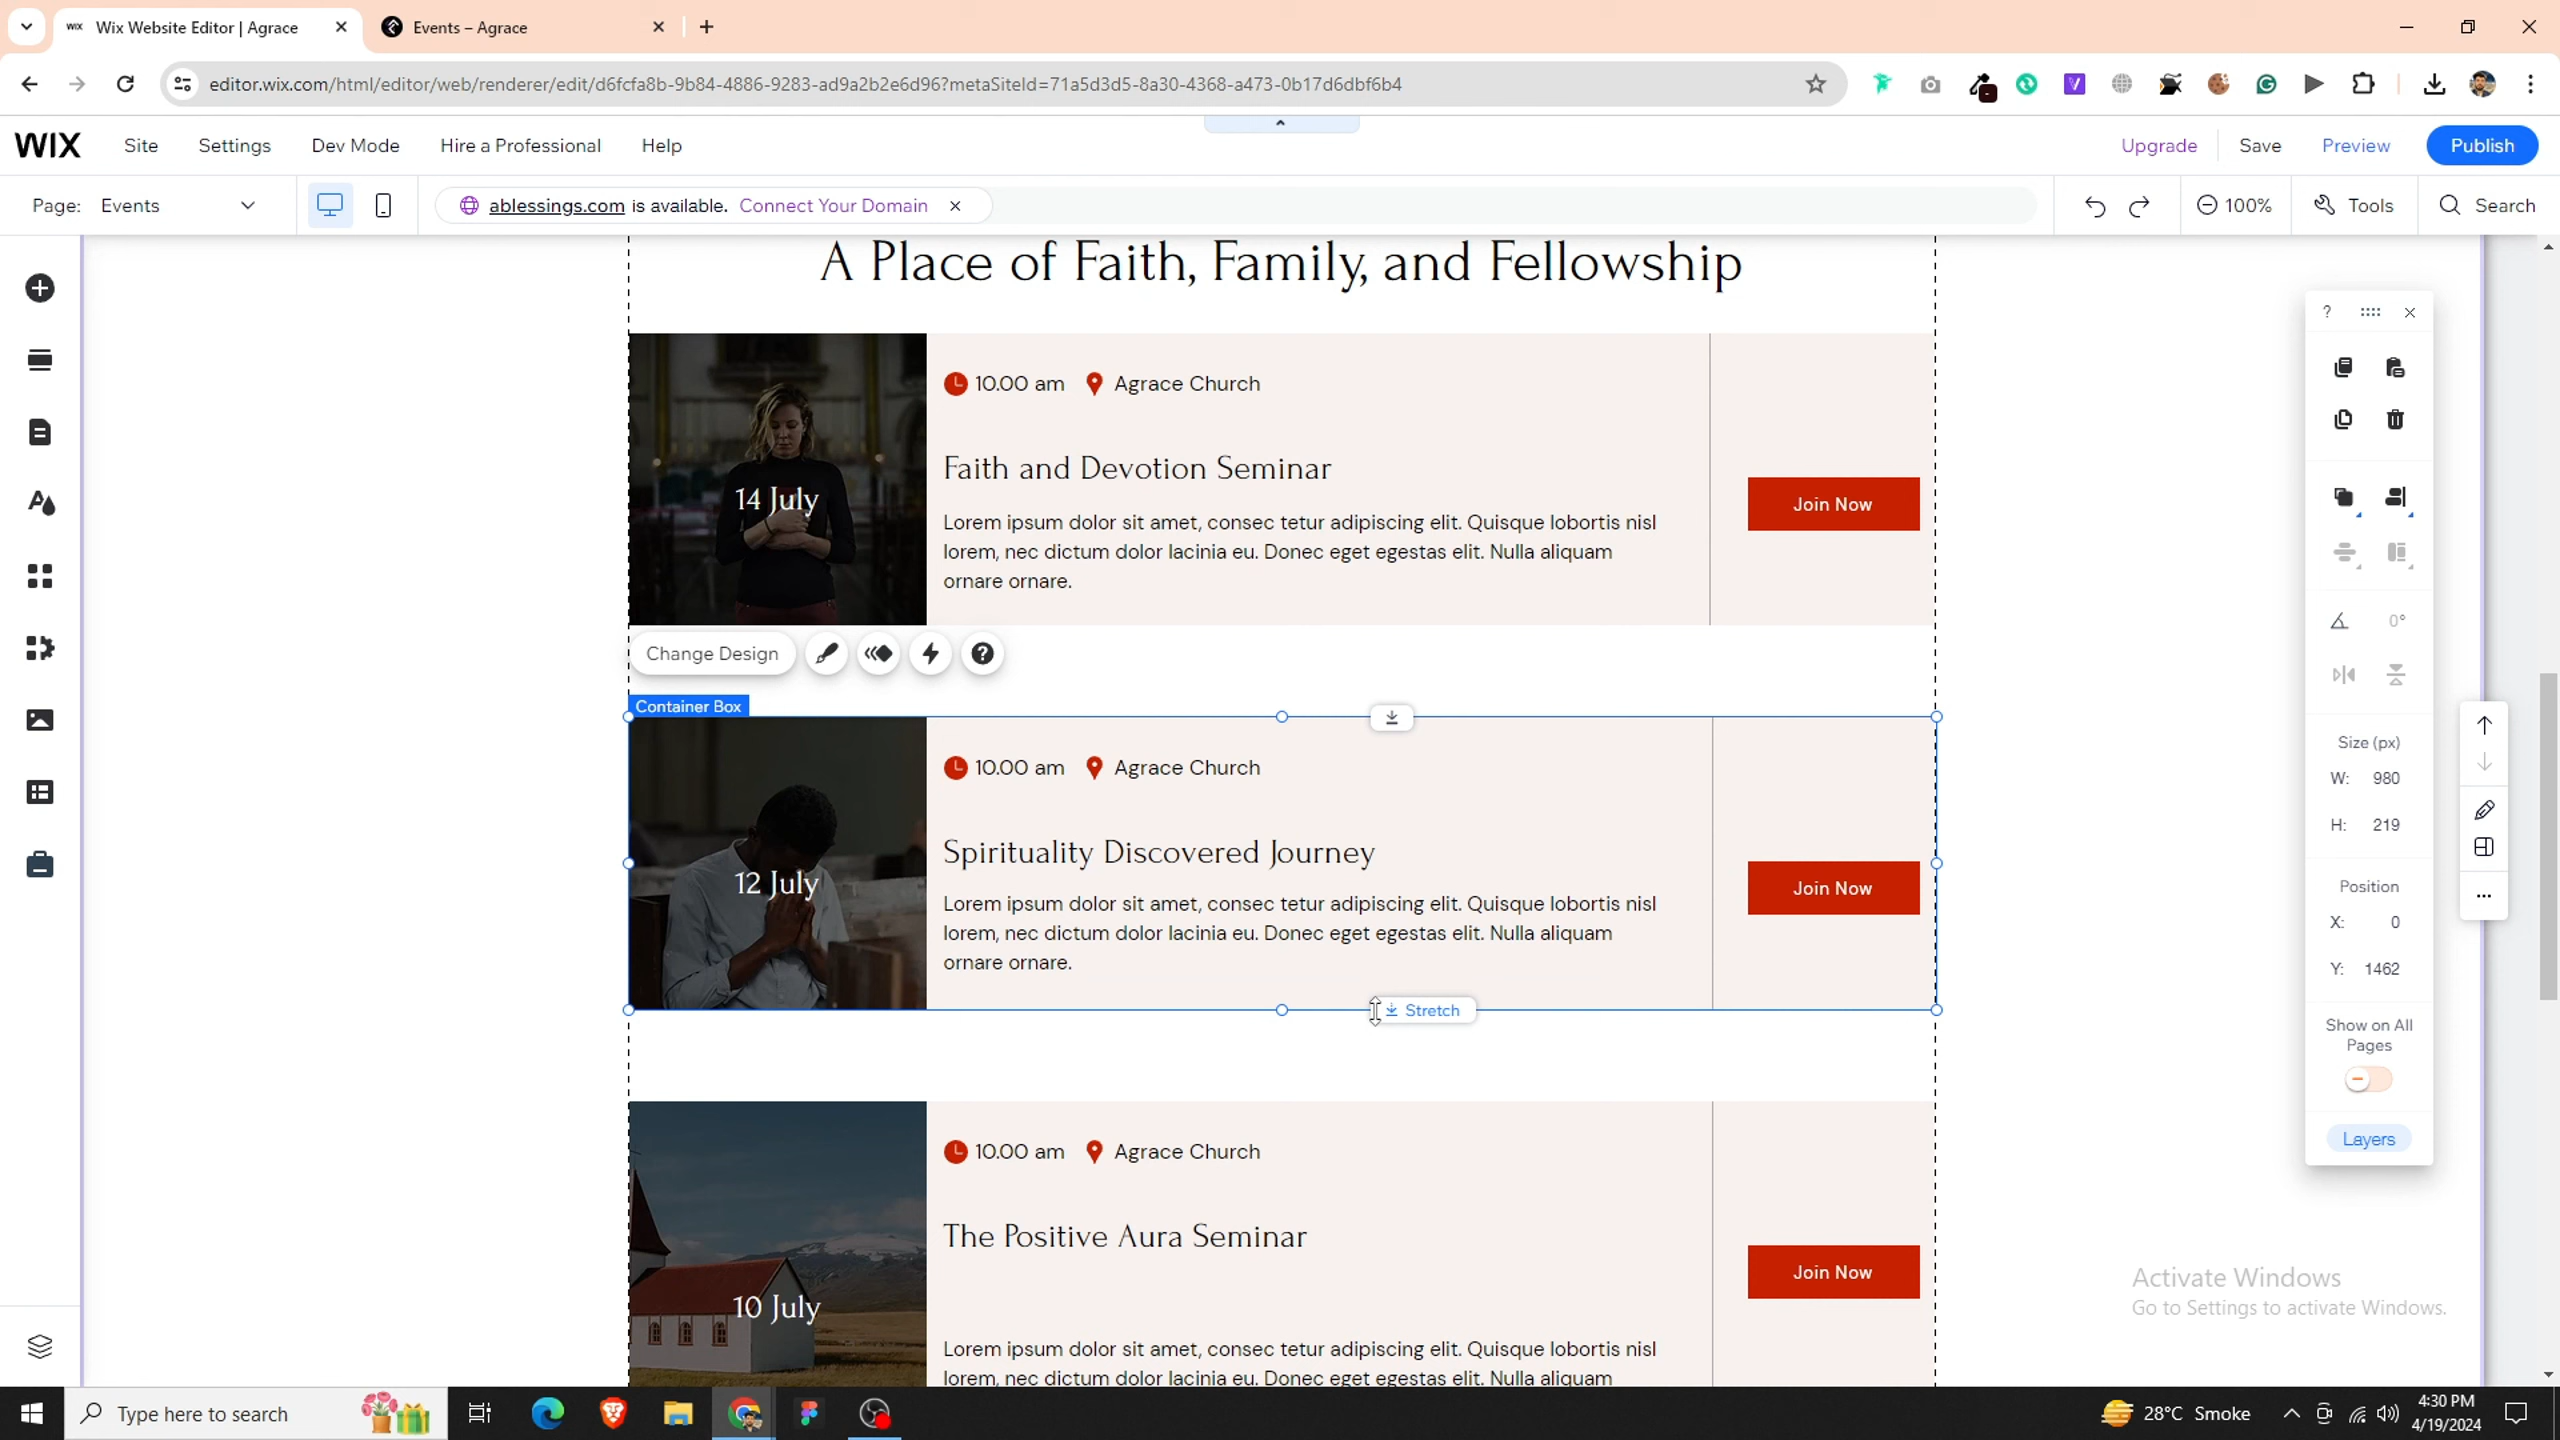 WIX Wix Website Editor | Agrace
Events – Agrace
editor.wix.com/html/editor/web/renderer/edit/d6fcfa8b-9b84-4886-9283-ad9a2b2e6d96?metaSiteId=71a5d3d5-8a30-4368-a473-0b17d6dbf6b4
WIX Site Settings Dev Mode Hire a Professional Help Upgrade Save Preview Publish
Page: Events ablessings.com is available. Connect Your Domain 100% Tools Search
A Place of Faith, Family, and Fellowship
10.00 am Agrace Church
Faith and Devotion Seminar
14 July
Join Now
Lorem ipsum dolor sit amet, consec tetur adipiscing elit. Quisque lobortis nisl
lorem, nec dictum dolor lacinia eu. Donec eget egestas elit. Nulla aliquam
ornare ornare.
Change Design
Container Box
10.00 am Agrace Church
Spirituality Discovered Journey
12 July
Join Now
Lorem ipsum dolor sit amet, consec tetur adipiscing elit. Quisque lobortis nisl
lorem, nec dictum dolor lacinia eu. Donec eget egestas elit. Nulla aliquam
ornare ornare.
Stretch
10.00 am Agrace Church
The Positive Aura Seminar
Join Now
10 July
Lorem ipsum dolor sit amet, consec tetur adipiscing elit. Quisque lobortis nisl
lorem, nec dictum dolor lacinia eu. Donec eget egestas elit. Nulla aliquam
?
0°
Size (px)
W: 980
H: 219
Position
X: 0
Y: 1462
Show on All
Pages
Layers
Activate Windows
Go to Settings to activate Windows.
Type here to search
28°C Smoke
4:30 PM
4/19/2024